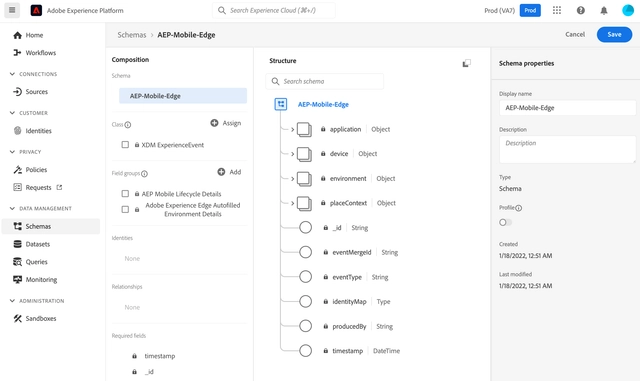 Adobe Experience Platform
Search Experience Cloud (⌘+/)
Prod (VA7)
Prod
Home
Workflows
CONNECTIONS
Sources
CUSTOMER
Identities
PRIVACY
Policies
Requests
DATA MANAGEMENT
Schemas
Datasets
Queries
Monitoring
ADMINISTRATION
Sandboxes
Schemas > AEP-Mobile-Edge
Cancel
Save
Composition
Schema
AEP-Mobile-Edge
Class
Assign
XDM ExperienceEvent
Field groups
Add
AEP Mobile Lifecycle Details
Adobe Experience Edge Autofilled
Environment Details
Identities
None
Relationships
None
Required fields
timestamp
_id
Structure
Search schema
AEP-Mobile-Edge
application | Object
device | Object
environment | Object
placeContext | Object
_id | String
eventMergeId | String
eventType | String
identityMap | Type
producedBy | String
timestamp | DateTime
Schema properties
Display name
AEP-Mobile-Edge
Description
Description
Type
Schema
Profile
Created
1/18/2022, 12:51 AM
Last modified
1/18/2022, 12:51 AM